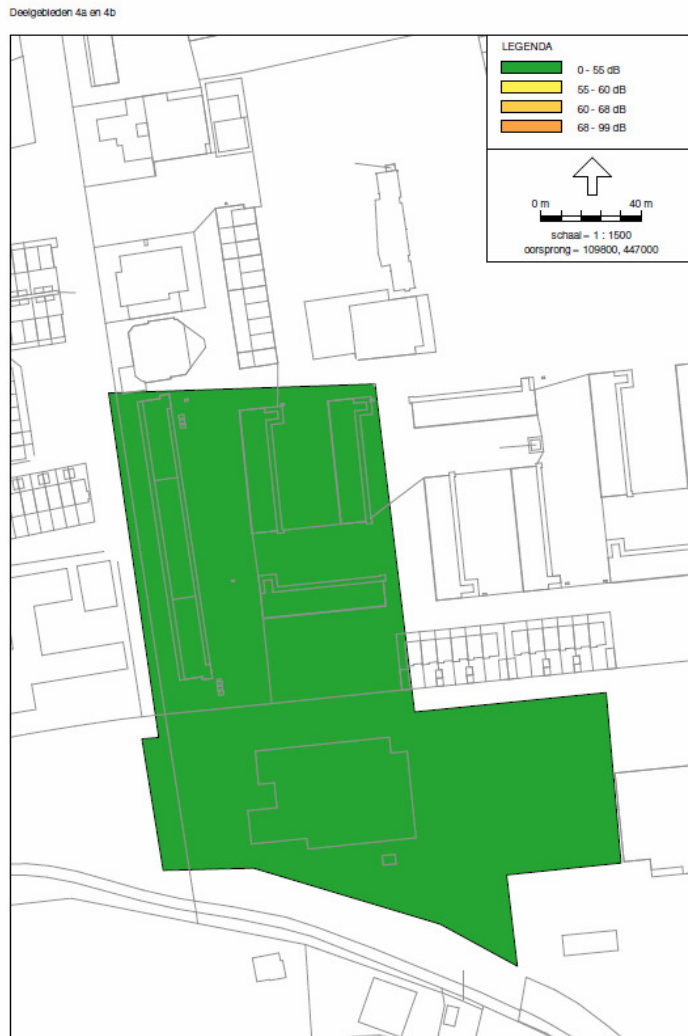 Deelgebieden 4a en 4b
LEGENDA
0 - 55 dB
55 - 60 dB
60 - 68 dB
68 - 99 dB
0 m 40 m
schaal = 1 : 1500
oorsprong = 109800, 447000